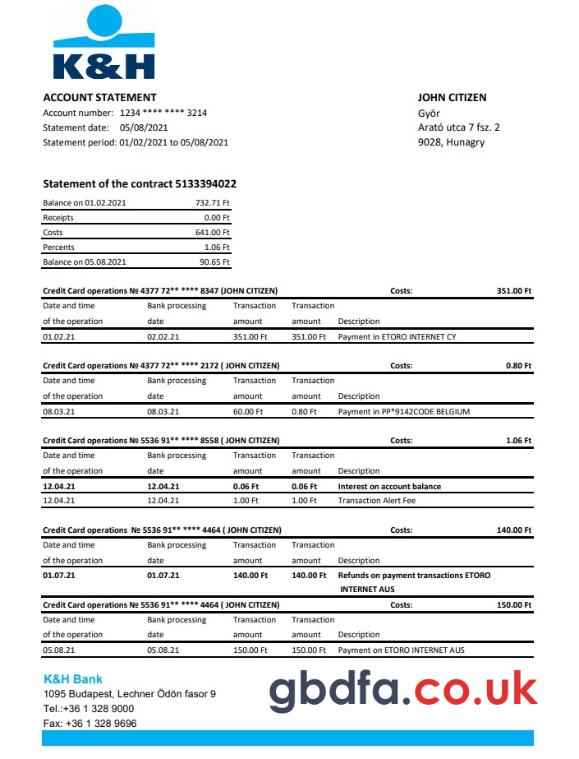 K&H
ACCOUNT STATEMENT
Account number: 1234 **** **** 3214
Statement date: 05/08/2021
Statement period: 01/02/2021 to 05/08/2021
JOHN CITIZEN
Győr
Arató utca 7 fsz. 2
9028, Hunagry
Statement of the contract 5133394022
Balance on 01.02.2021 732.71 Ft
Receipts 0.00 Ft
Costs 641.00 Ft
Percents 1.06 Ft
Balance on 05.08.2021 90.65 Ft
Credit Card operations № 4377 72** **** 8347 (JOHN CITIZEN) Costs: 351.00 Ft
Date and time Bank processing Transaction Transaction
of the operation date amount amount Description
01.02.21 02.02.21 351.00 Ft 351.00 Ft Payment in ETORO INTERNET CY
Credit Card operations № 4377 72** **** 2172 ( JOHN CITIZEN) Costs: 0.80 Ft
Date and time Bank processing Transaction Transaction
of the operation date amount amount Description
08.03.21 08.03.21 60.00 Ft 0.80 Ft Payment in PP*9142CODE BELGIUM
Credit Card operations № 5536 91** **** 8558 ( JOHN CITIZEN) Costs: 1.06 Ft
Date and time Bank processing Transaction Transaction
of the operation date amount amount Description
12.04.21 12.04.21 0.06 Ft 0.06 Ft Interest on account balance
12.04.21 12.04.21 1.00 Ft 1.00 Ft Transaction Alert Fee
Credit Card operations № 5536 91** **** 4464 ( JOHN CITIZEN) Costs: 140.00 Ft
Date and time Bank processing Transaction Transaction
of the operation date amount amount Description
01.07.21 01.07.21 140.00 Ft 140.00 Ft Refunds on payment transactions ETORO
INTERNET AUS
Credit Card operations № 5536 91** **** 4464 ( JOHN CITIZEN) Costs: 150.00 Ft
Date and time Bank processing Transaction Transaction
of the operation date amount amount Description
05.08.21 05.08.21 150.00 Ft 150.00 Ft Payment on ETORO INTERNET AUS
K&H Bank
1095 Budapest, Lechner Ödön fasor 9
Tel.:+36 1 328 9000
Fax: +36 1 328 9696
gbdfa.co.uk